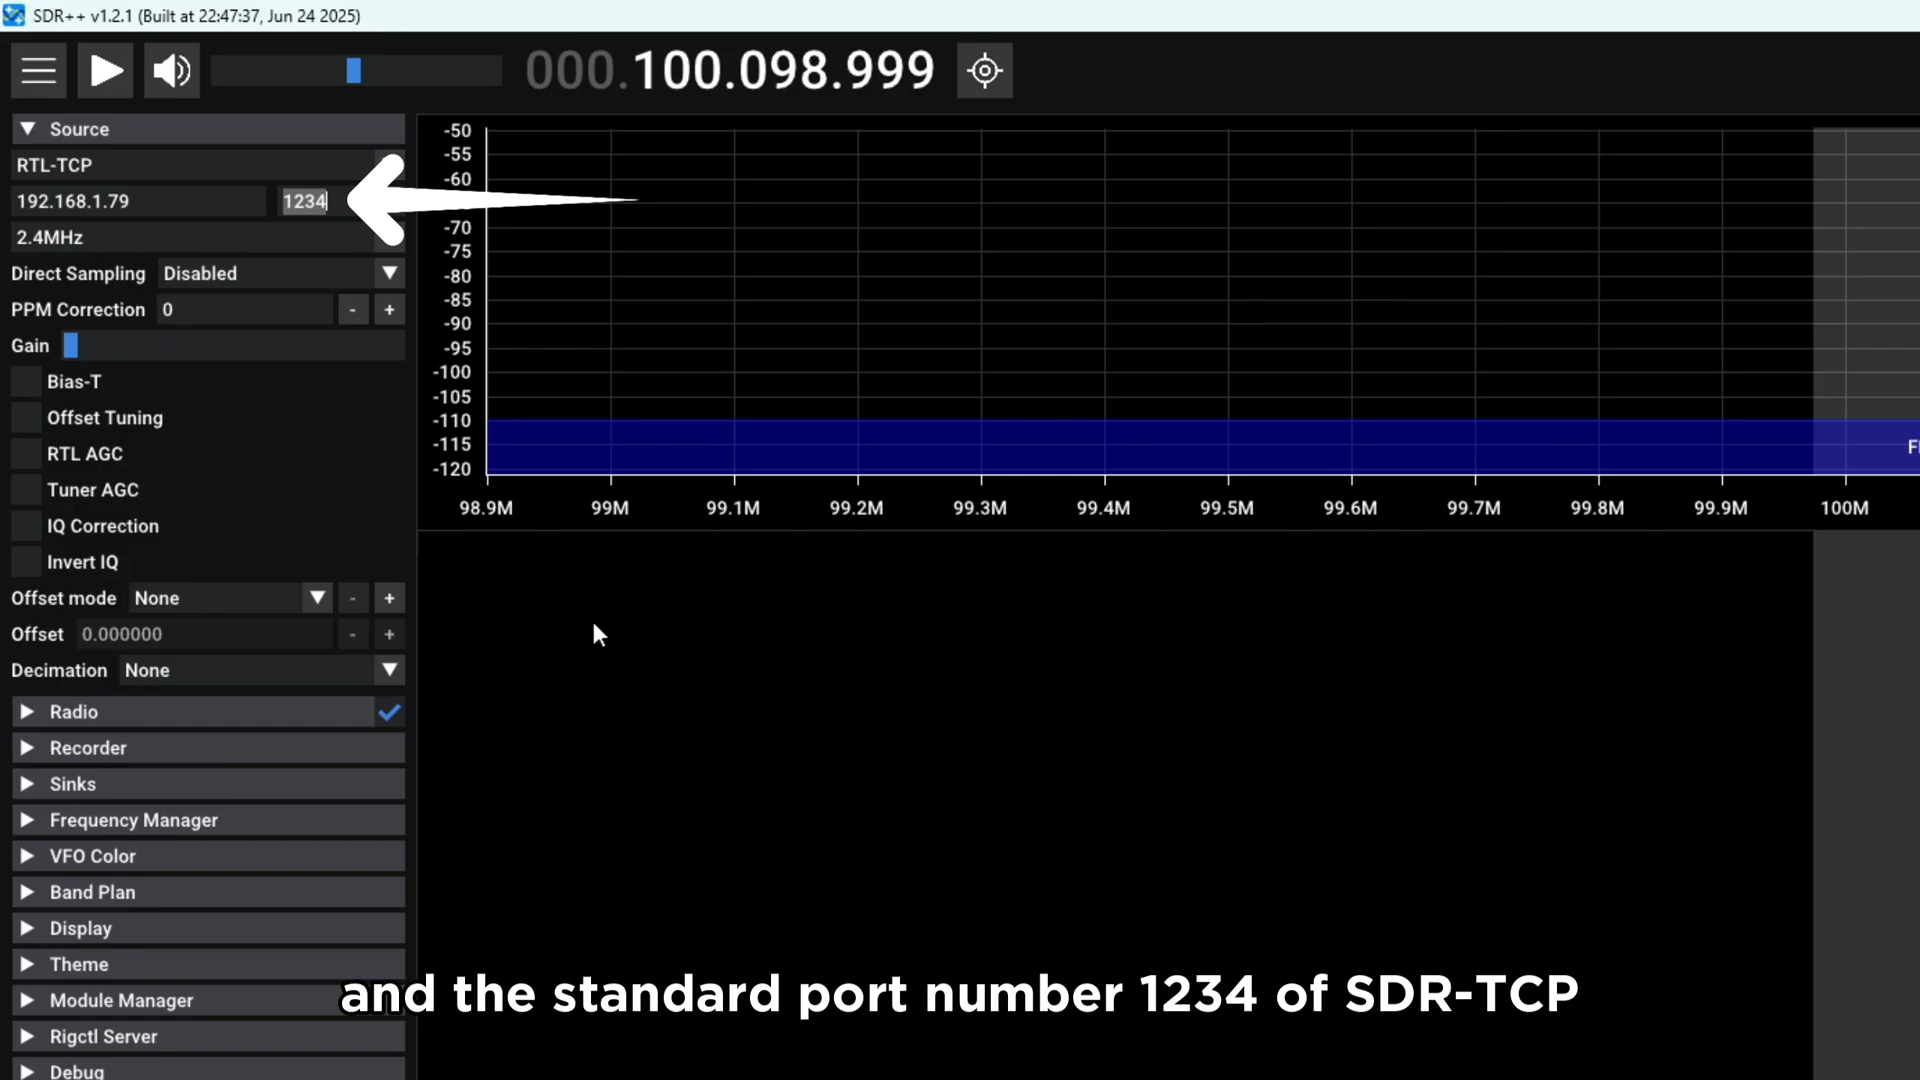 SDR++ v1.2.1 (Built at 22:47:37, Jun 24 2025)
000.100.098.999
Source
RTL-TCP
192.168.1.79 1234
2.4MHz
Direct Sampling Disabled
PPM Correction 0 - +
Gain
Bias-T
Offset Tuning
RTL AGC
Tuner AGC
IQ Correction
Invert IQ
Offset mode None - +
Offset 0.000000 - +
Decimation None
Radio
Recorder
Sinks
Frequency Manager
VFO Color
Band Plan
Display
Theme
Module Manager
Rigctl Server
Debug
-50
-55
-60
-70
-75
-80
-85
-90
-95
-100
-105
-110
-115
-120
98.9M 99M 99.1M 99.2M 99.3M 99.4M 99.5M 99.6M 99.7M 99.8M 99.9M 100M
and the standard port number 1234 of SDR-TCP